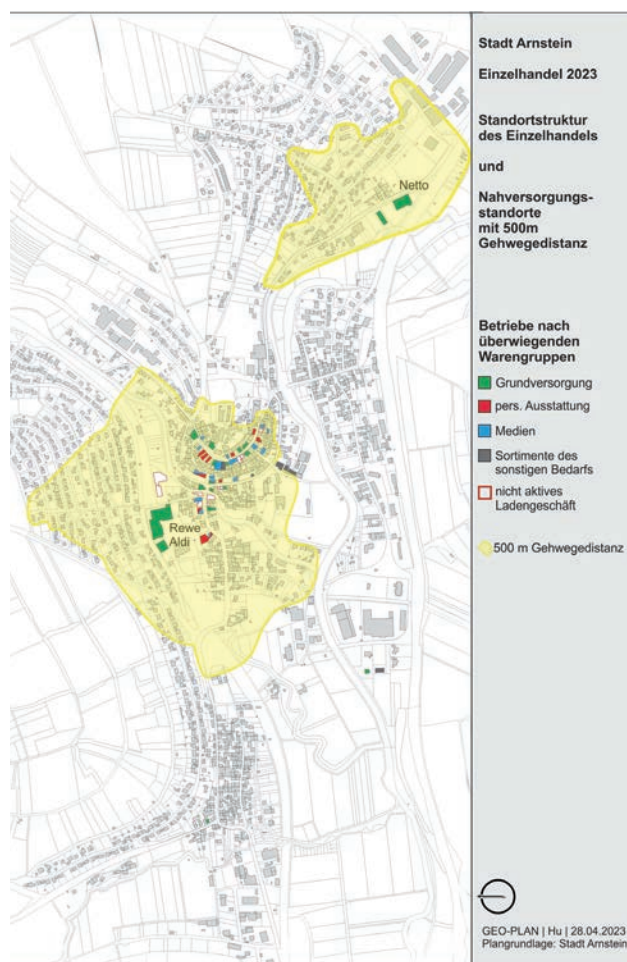 Netto
Rewe
Aldi
Stadt Arnstein
Einzelhandel 2023
Standortstruktur
des Einzelhandels
und
Nahversorgungs-
standorte
mit 500m
Gehwegedistanz
Betriebe nach
überwiegenden
Warengruppen
Grundversorgung
pers. Ausstattung
Medien
Sortimente des
sonstigen Bedarfs
nicht aktives
Ladengeschäft
500 m Gehwegedistanz
GEO-PLAN | Hu | 28.04.2023
Plangrundlage: Stadt Arnstein